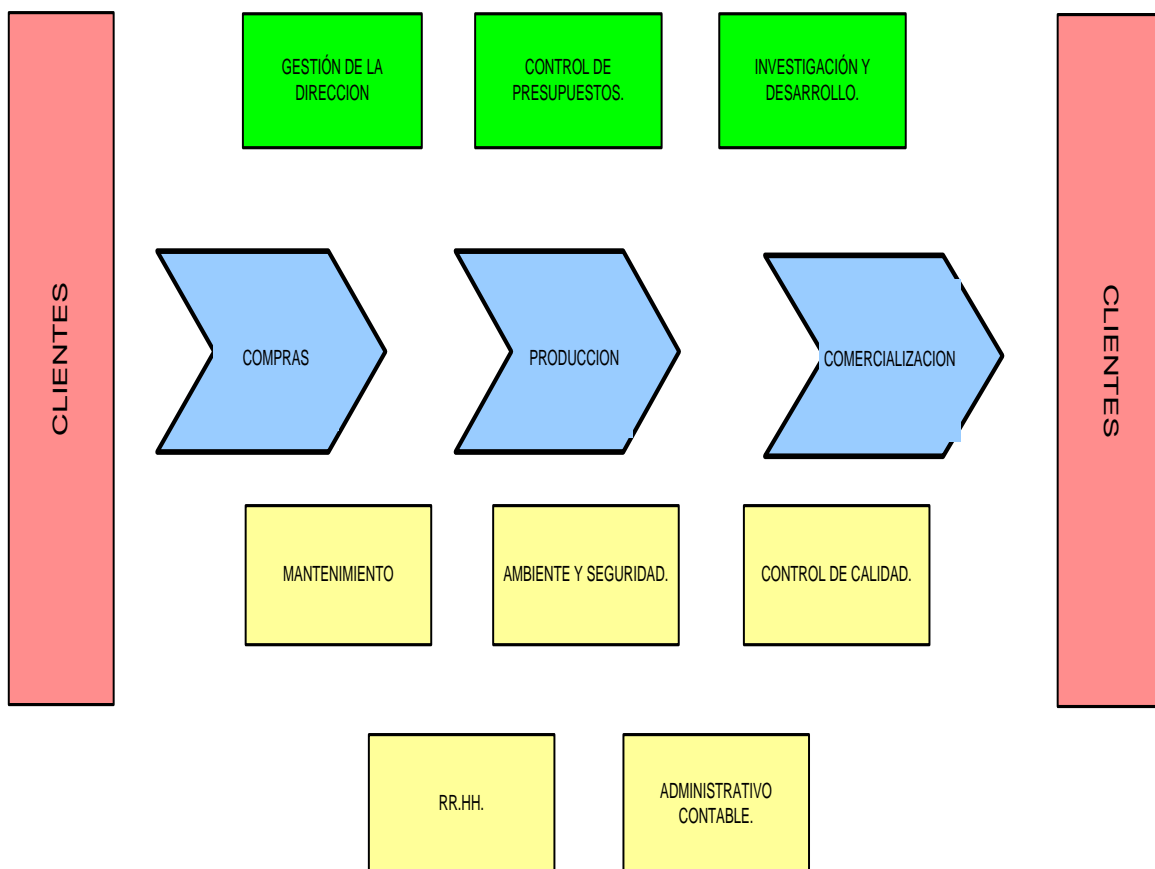 CLIENTES
GESTIÓN DE LA
DIRECCION
CONTROL DE
PRESUPUESTOS.
INVESTIGACIÓN Y
DESARROLLO.
COMPRAS
PRODUCCION
COMERCIALIZACION
MANTENIMIENTO
AMBIENTE Y SEGURIDAD.
CONTROL DE CALIDAD.
RR.HH.
ADMINISTRATIVO
CONTABLE.
CLIENTES